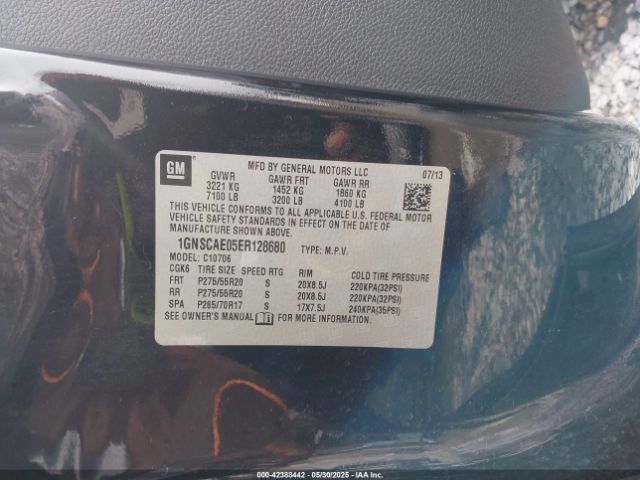 GM
MFD BY GENERAL MOTORS LLC 07/13
GVWR GAWR FRT GAWR RR
3221 KG 1452 KG 1860 KG
7100 LB 3200 LB 4100 LB
THIS VEHICLE CONFORMS TO ALL APPLICABLE U.S. FEDERAL MOTOR
VEHICLE SAFETY STANDARDS IN EFFECT ON THE DATE OF
MANUFACTURE SHOWN ABOVE.
1GNSCAE05ER128680 TYPE: M.P.V.
MODEL: C10706
CGK6 TIRE SIZE SPEED RTG RIM COLD TIRE PRESSURE
FRT P275/55R20 S 20X8.5J 220KPA(32PSI)
RR P275/55R20 S 20X8.5J 220KPA(32PSI)
SPA P265/70R17 S 17X7.5J 240KPA(35PSI)
SEE OWNER'S MANUAL FOR MORE INFORMATION.
000-42388442 — 05/30/2025 — IAAI.com